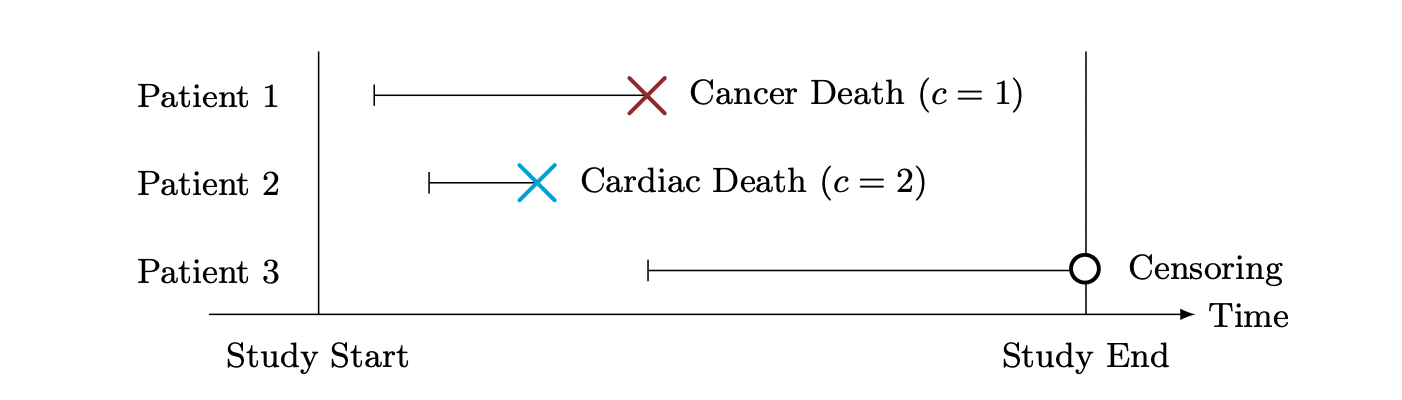 Patient 1
Cancer Death (c = 1)
Patient 2
Cardiac Death (c = 2)
Patient 3
Censoring
Time
Study Start
Study End